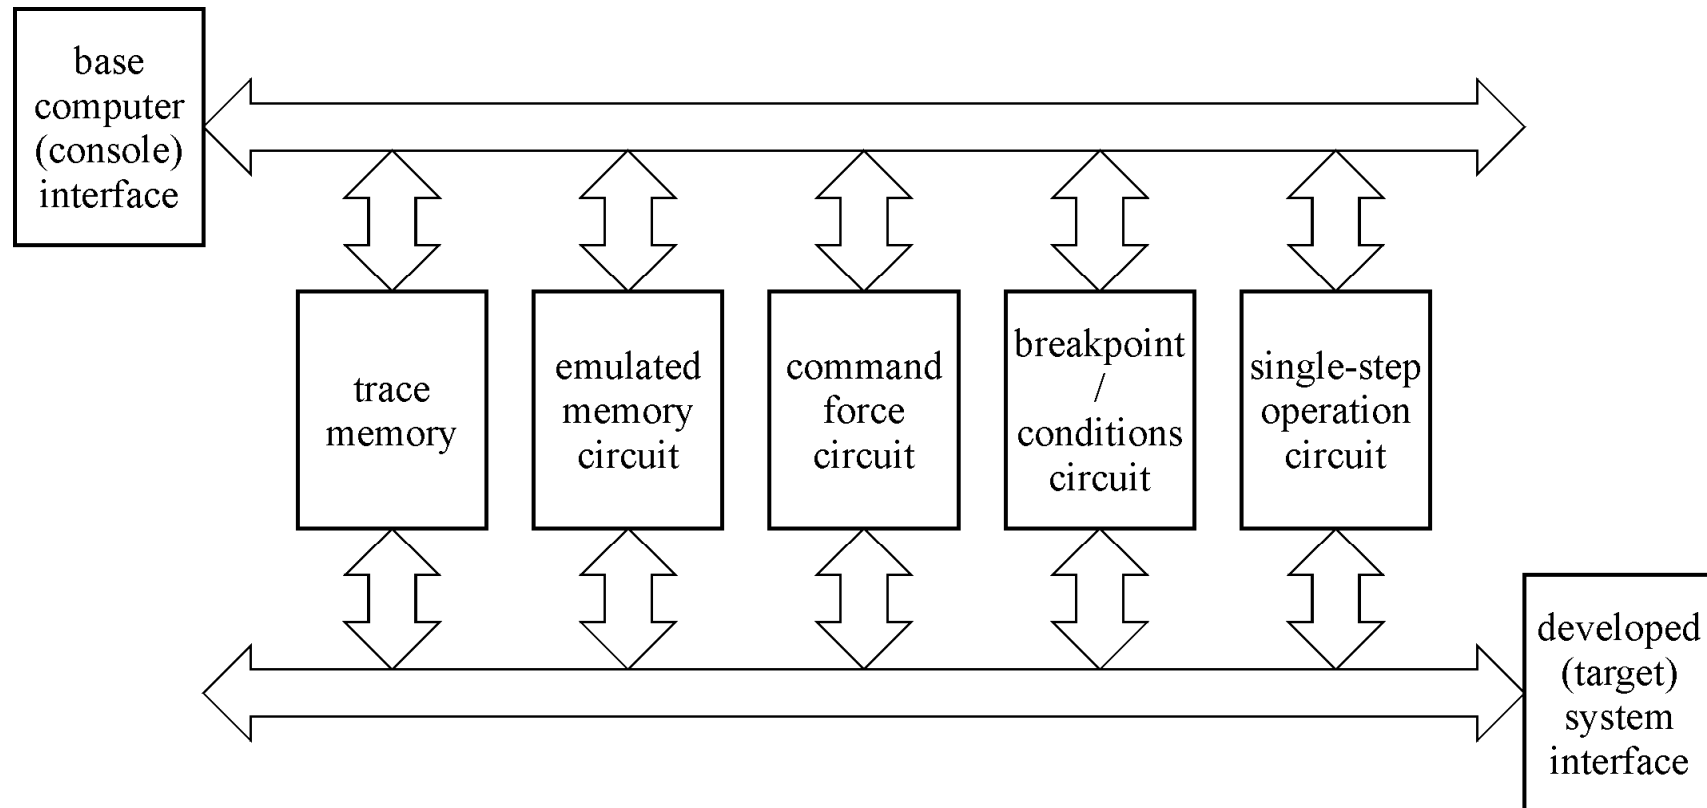 base
computer
(console)
interface
trace
memory
emulated
memory
circuit
command
force
circuit
breakpoint
/
conditions
circuit
single-step
operation
circuit
developed
(target)
system
interface